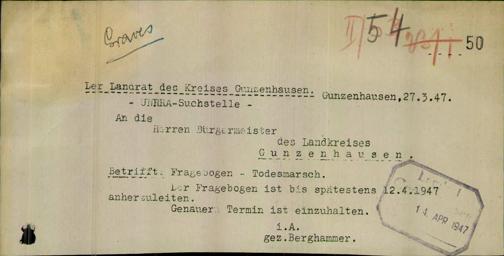 Graves
II/54
50
Der Landrat des Kreises Gunzenhausen. Gunzenhausen,27.3.47.
- UNRRA-Suchstelle -
An die
Herren Bürgermeister
des Landkreises
Gunzenhausen.
Betrifft: Fragebogen - Todesmarsch.
Der Fragebogen ist bis spätestens 12.4.1947
anherzuleiten.
Genauer Termin ist einzuhalten.
i.A.
gez.Berghammer.
14 APR 1947